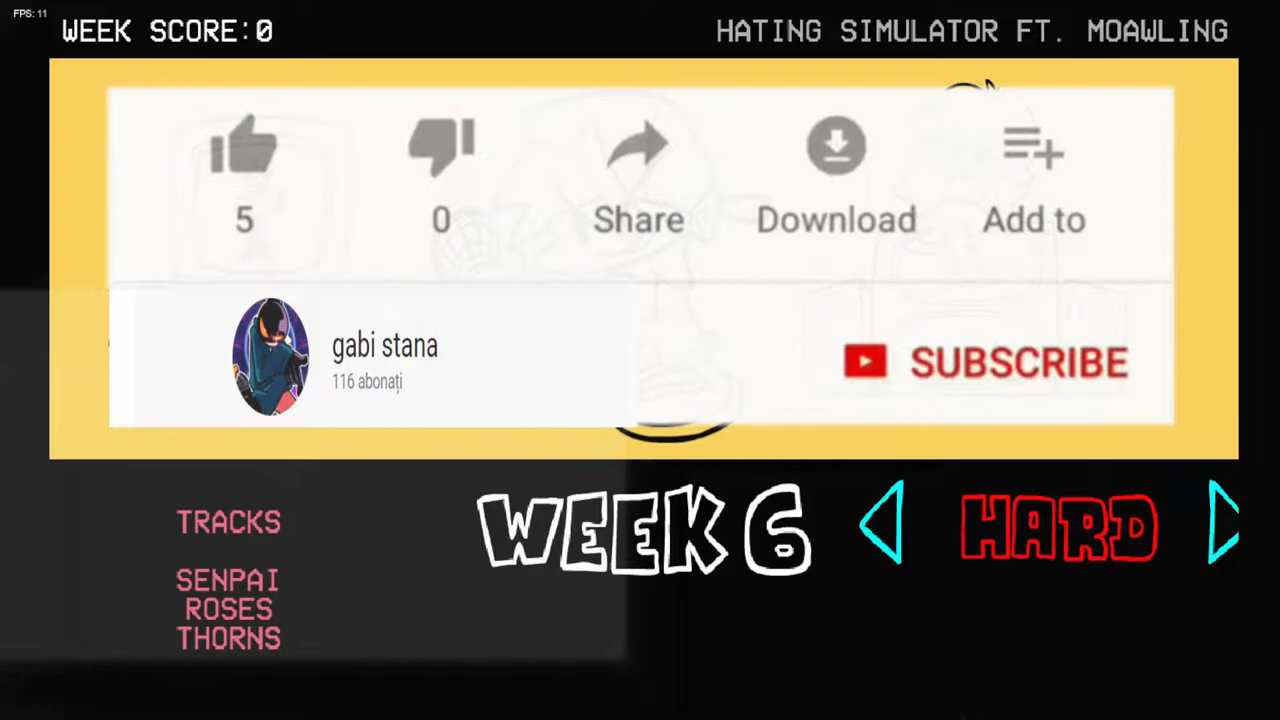 FPS: 11
WEEK SCORE:0
HATING SIMULATOR FT. MOAWLING
5
0
Share
Download
Add to
gabi stana
116 abonați
SUBSCRIBE
TRACKS
WEEK 6
HARD
SENPAI
ROSES
THORNS